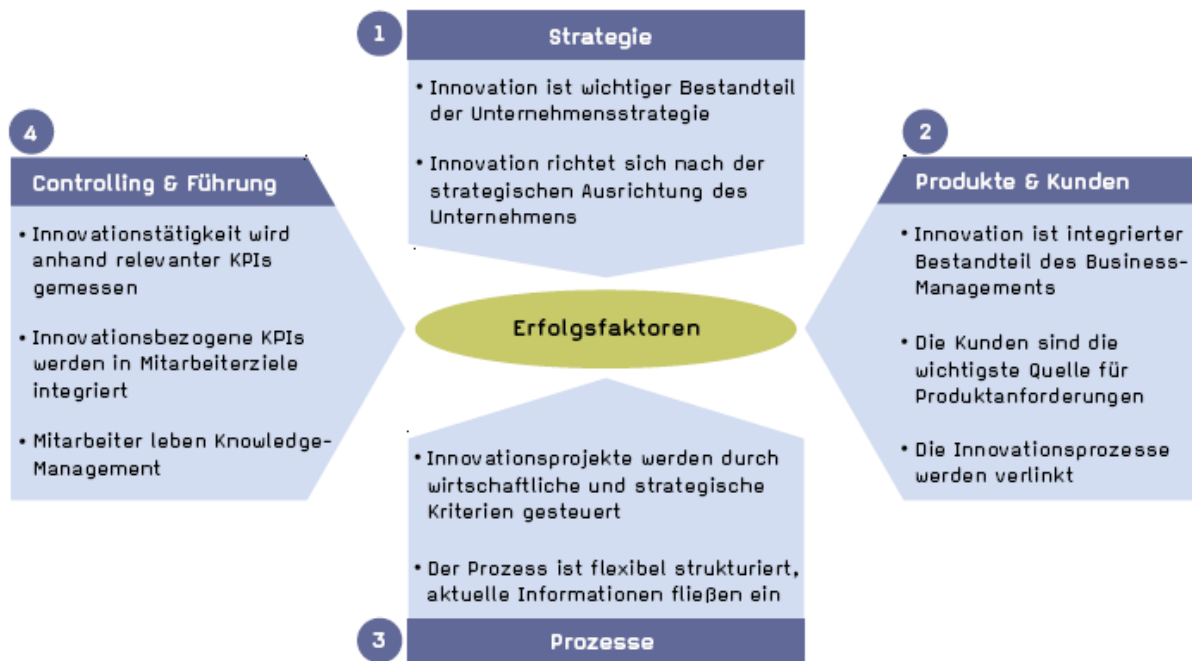 1
Strategie
• Innovation ist wichtiger Bestandteil
der Unternehmensstrategie
• Innovation richtet sich nach der
strategischen Ausrichtung des
Unternehmens
2
Produkte & Kunden
• Innovation ist integrierter
Bestandteil des Business-
Managements
• Die Kunden sind die
wichtigste Quelle für
Produktanforderungen
• Die Innovationsprozesse
werden verlinkt
Erfolgsfaktoren
• Innovationsprojekte werden durch
wirtschaftliche und strategische
Kriterien gesteuert
• Der Prozess ist flexibel strukturiert,
aktuelle Informationen fließen ein
3
Prozesse
4
Controlling & Führung
• Innovationstätigkeit wird
anhand relevanter KPIs
gemessen
• Innovationsbezogene KPIs
werden in Mitarbeiterziele
integriert
• Mitarbeiter leben Knowledge-
Management